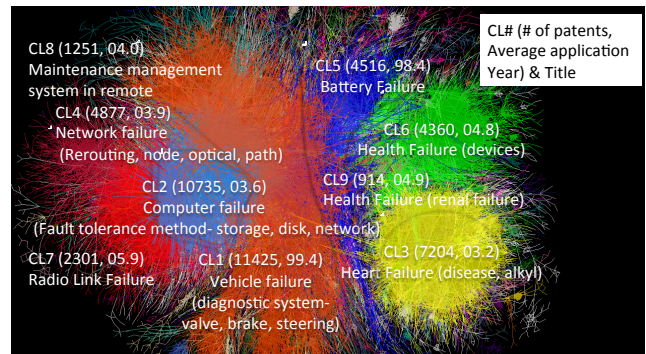 CL# (# of patents,
Average application
Year) & Title
CL8 (1251, 04.0)
Maintenance management
system in remote
CL5 (4516, 98.4)
Battery Failure
CL4 (4877, 03.9)
Network failure
(Rerouting, node, optical, path)
CL6 (4360, 04.8)
Health Failure (devices)
CL2 (10735, 03.6)
Computer failure
(Fault tolerance method- storage, disk, network)
CL9 (914, 04.9)
Health Failure (renal failure)
CL7 (2301, 05.9)
Radio Link Failure
CL1 (11425, 99.4)
Vehicle failure
(diagnostic system-
valve, brake, steering)
CL3 (7204, 03.2)
Heart Failure (disease, alkyl)